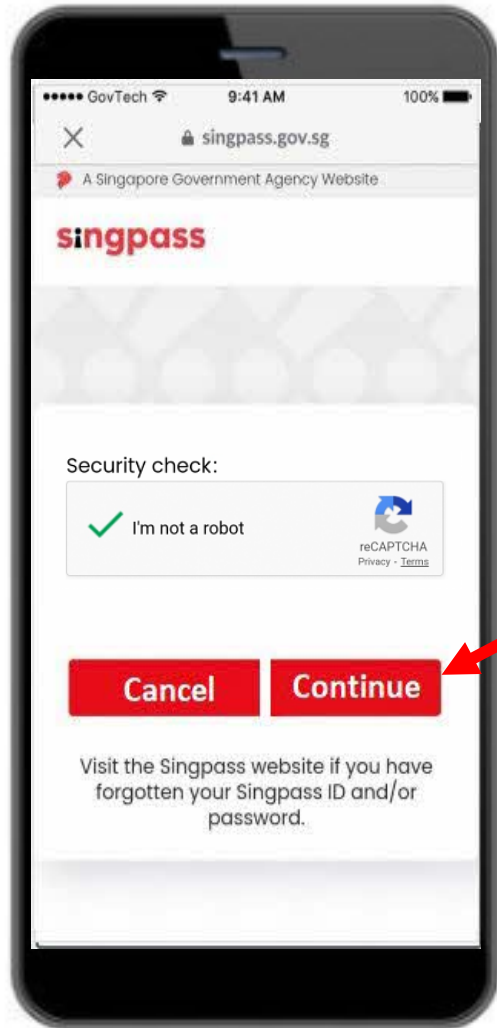 GovTech 9:41 AM 100%
singpass.gov.sg
A Singapore Government Agency Website
singpass
Security check:
I'm not a robot
reCAPTCHA
Privacy - Terms
Cancel Continue
Visit the Singpass website if you have
forgotten your Singpass ID and/or
password.